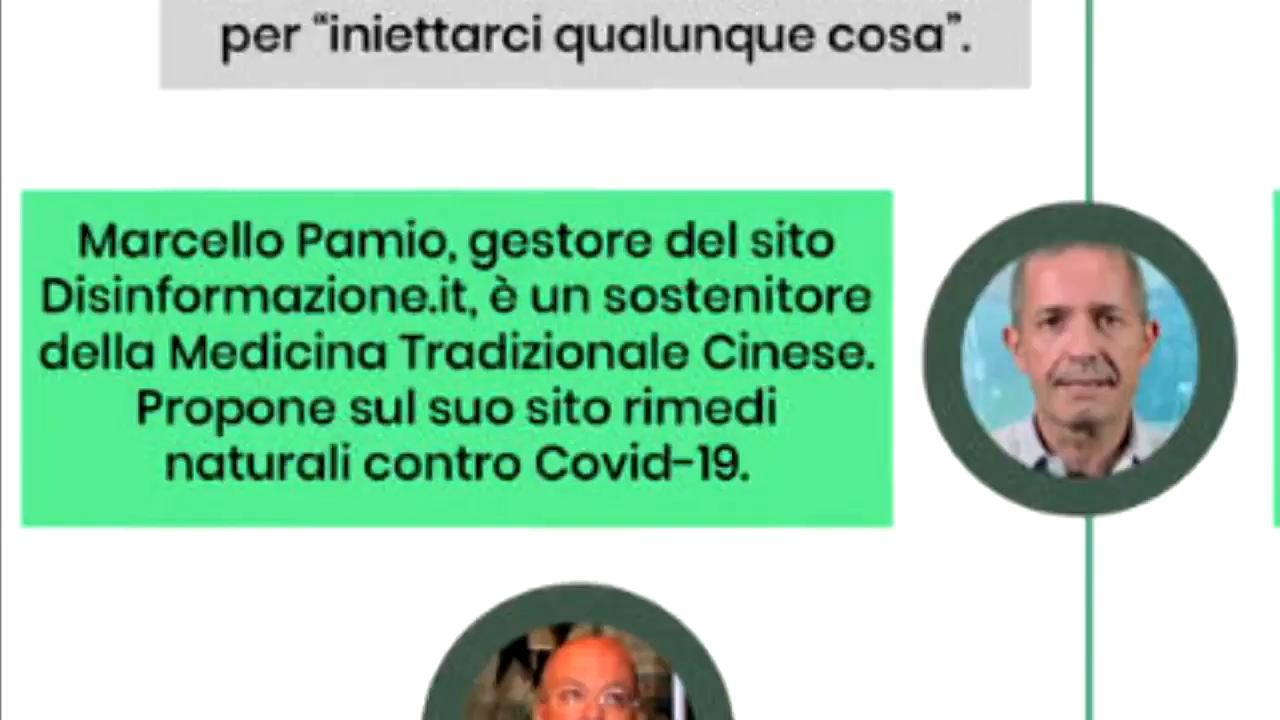 per “iniettarci qualunque cosa”.
Marcello Pamio, gestore del sito
Disinformazione.it, è un sostenitore
della Medicina Tradizionale Cinese.
Propone sul suo sito rimedi
naturali contro Covid-19.